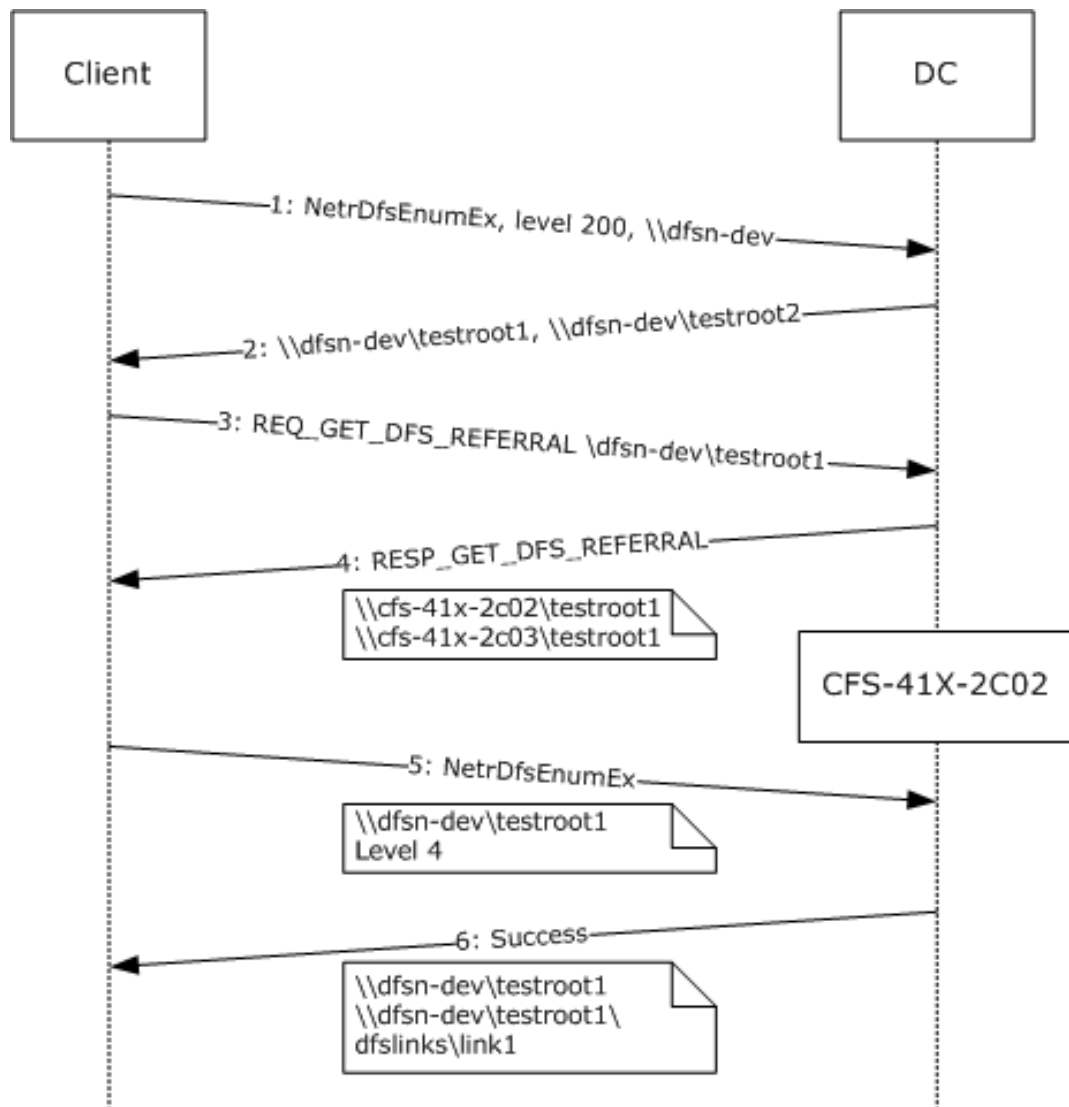 Client
DC
1: NetrDfsEnumEx, level 200, \\dfsn-dev
2: \\dfsn-dev\testroot1, \\dfsn-dev\testroot2
3: REQ_GET_DFS_REFERRAL \dfsn-dev\testroot1
4: RESP_GET_DFS_REFERRAL
\\cfs-41x-2c02\testroot1
\\cfs-41x-2c03\testroot1
CFS-41X-2C02
5: NetrDfsEnumEx
\\dfsn-dev\testroot1
Level 4
6: Success
\\dfsn-dev\testroot1
\\dfsn-dev\testroot1\
dfslinks\link1